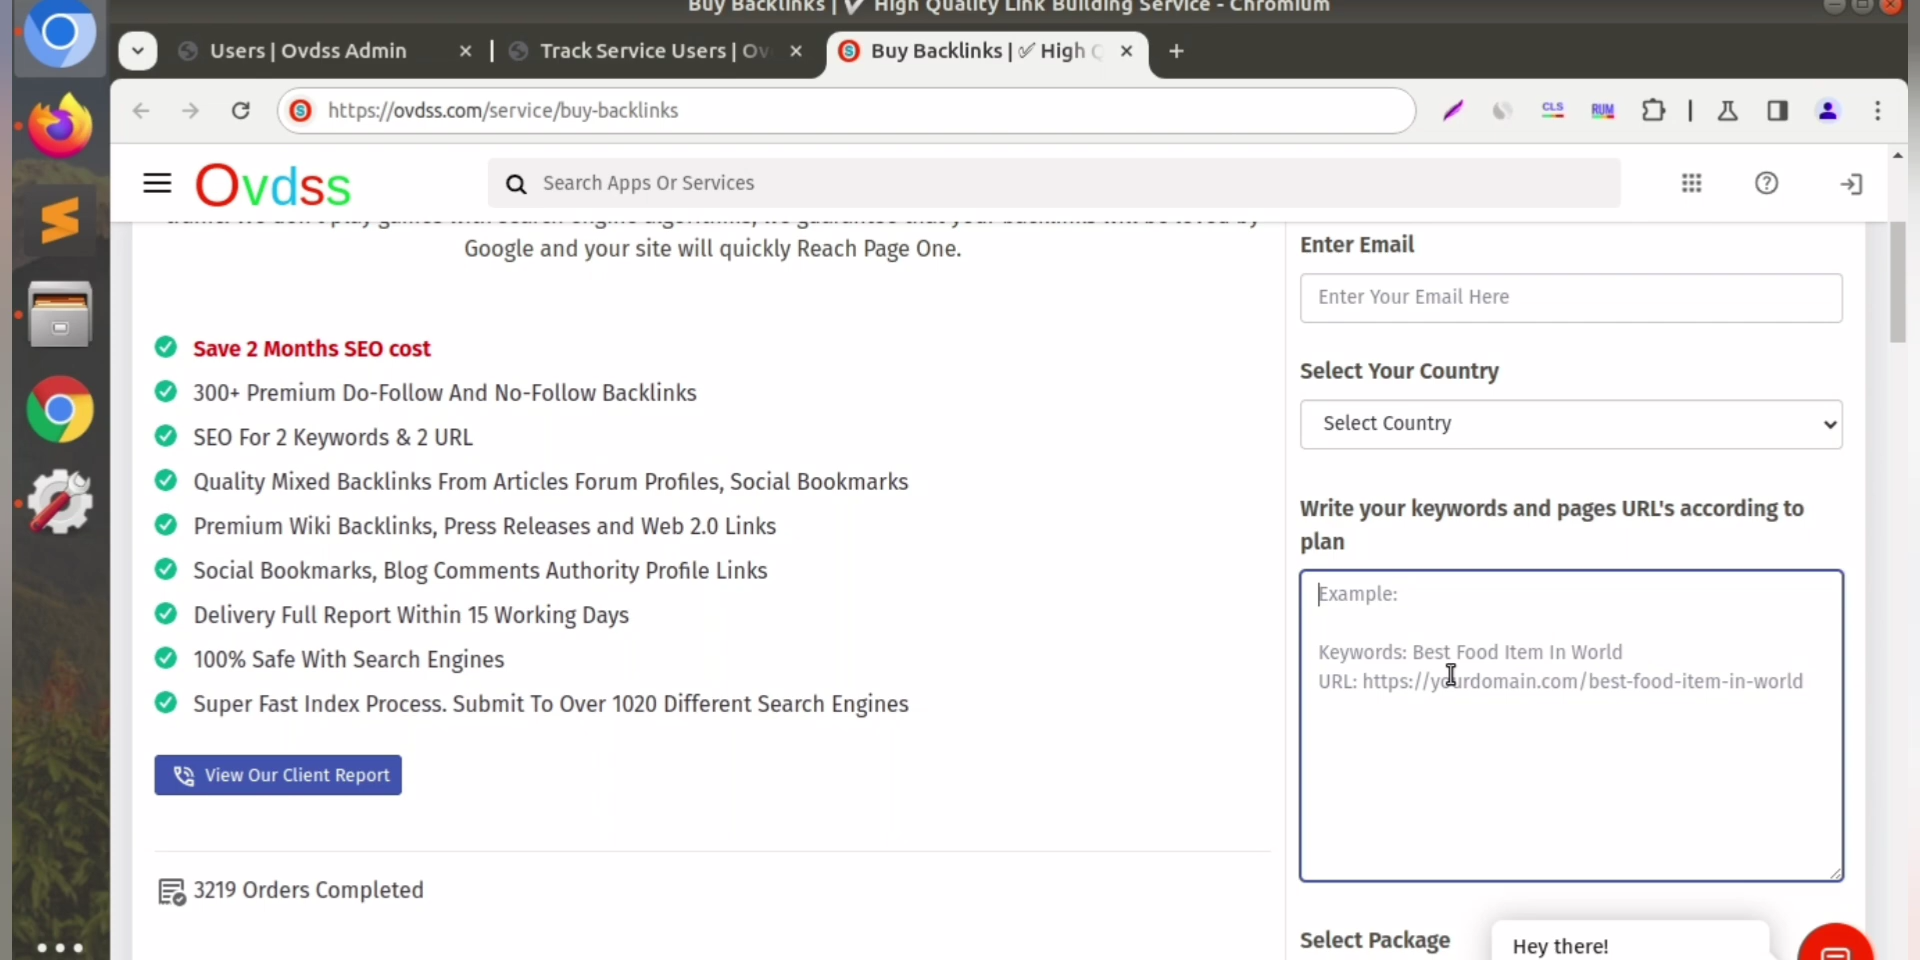 Buy Backlinks | ✔ High Quality Link Building Service - Chromium
Users | Ovdss Admin
Track Service Users | Ov
Buy Backlinks | ✅ High Q
https://ovdss.com/service/buy-backlinks
CLS
RUM
Ovdss
Search Apps Or Services
Google and your site will quickly Reach Page One.
Save 2 Months SEO cost
300+ Premium Do-Follow And No-Follow Backlinks
SEO For 2 Keywords & 2 URL
Quality Mixed Backlinks From Articles Forum Profiles, Social Bookmarks
Premium Wiki Backlinks, Press Releases and Web 2.0 Links
Social Bookmarks, Blog Comments Authority Profile Links
Delivery Full Report Within 15 Working Days
100% Safe With Search Engines
Super Fast Index Process. Submit To Over 1020 Different Search Engines
View Our Client Report
3219 Orders Completed
Enter Email
Enter Your Email Here
Select Your Country
Select Country
Write your keywords and pages URL's according to
plan
Example:
Keywords: Best Food Item In World
URL: https://yourdomain.com/best-food-item-in-world
Select Package
Hey there!